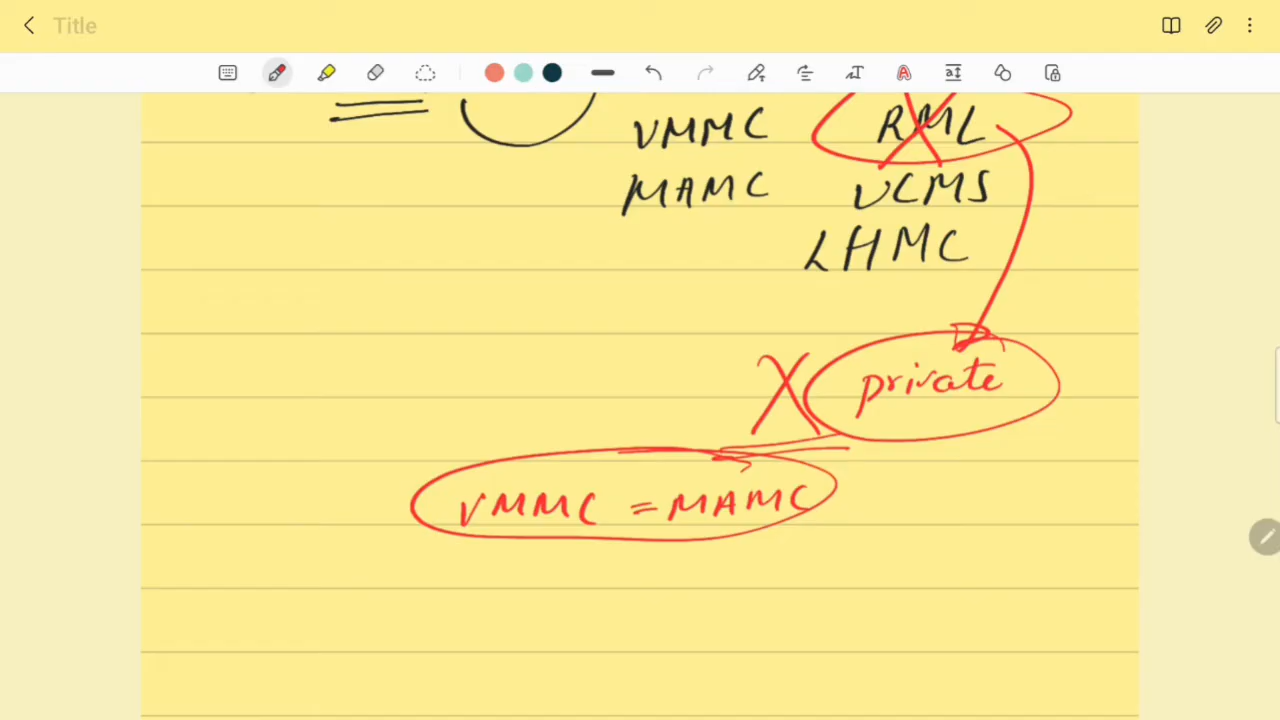 Title
VMMC RML
MAMC UCMS
LHMC
X private
VMMC = MAMC